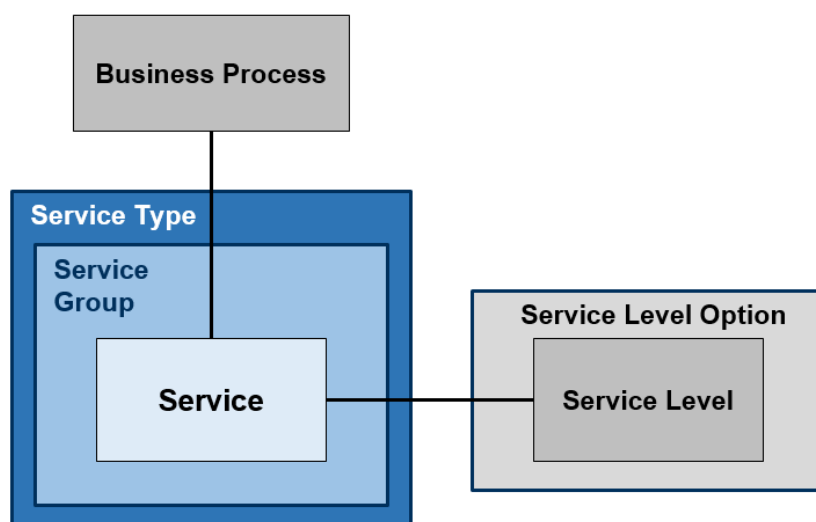 Business Process
Service Type
Service
Group
Service Level Option
Service
Service Level